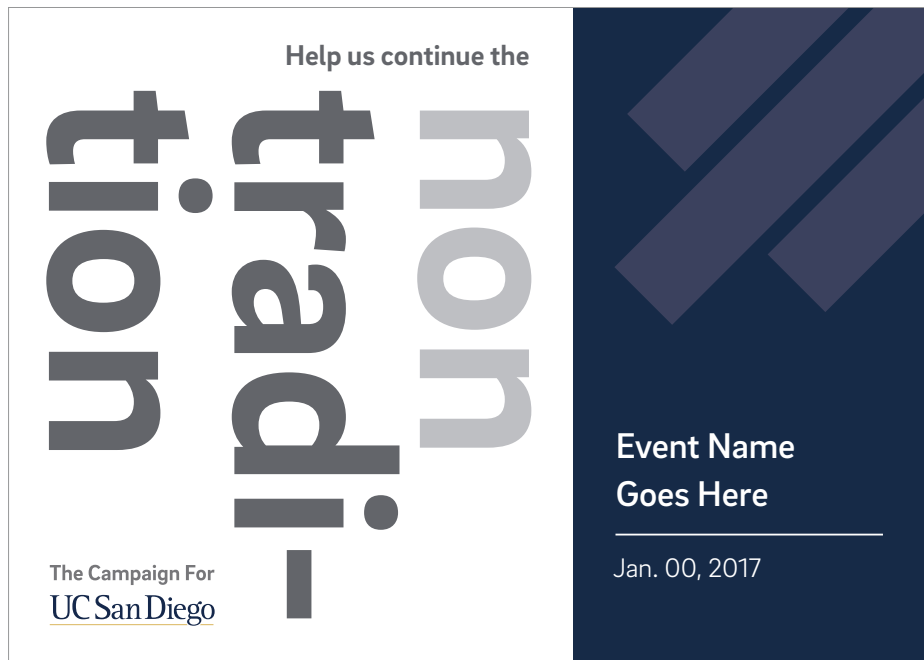 Help us continue the
non
tradi-
tion
The Campaign For
UC San Diego
Event Name
Goes Here
Jan. 00, 2017